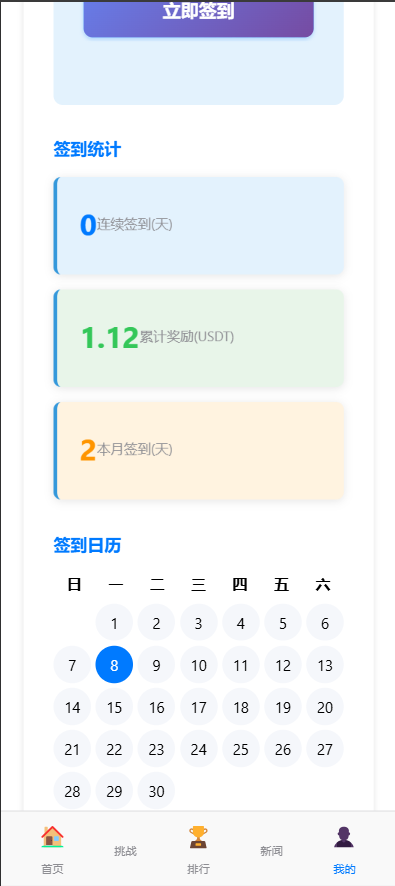 立即签到
签到统计
0连续签到(天)
1.12累计奖励(USDT)
2本月签到(天)
签到日历
日 一 二 三 四 五 六
1 2 3 4 5 6
7 8 9 10 11 12 13
14 15 16 17 18 19 20
21 22 23 24 25 26 27
28 29 30
首页 挑战 排行 新闻 我的